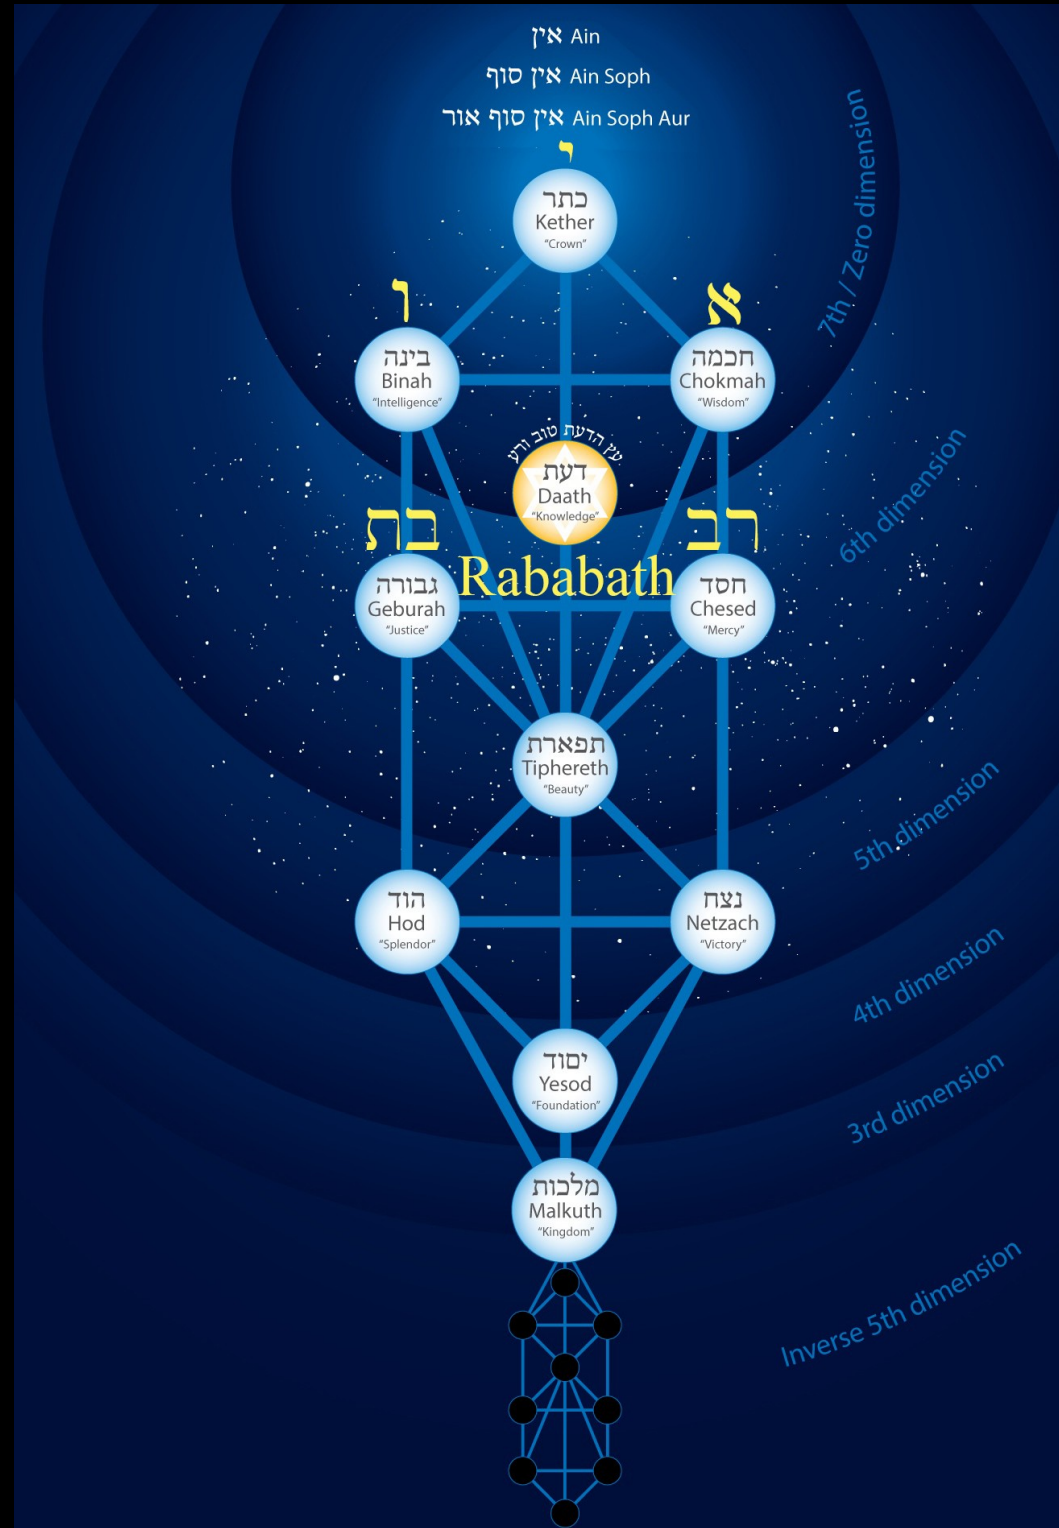 אין Ain
אין סוף Ain Soph
אין סוף אור Ain Soph Aur
י
כתר
Kether
"Crown"
ו
א
בינה
Binah
"Intelligence"
חכמה
Chokmah
"Wisdom"
7th / Zero dimension
עץ הדעת טוב ורע
דעת
Daath
"Knowledge"
6th dimension
בת
רב
Rababath
גבורה
Geburah
"Justice"
חסד
Chesed
"Mercy"
תפארת
Tiphereth
"Beauty"
5th dimension
הוד
Hod
"Splendor"
נצח
Netzach
"Victory"
4th dimension
יסוד
Yesod
"Foundation"
3rd dimension
מלכות
Malkuth
"Kingdom"
Inverse 5th dimension